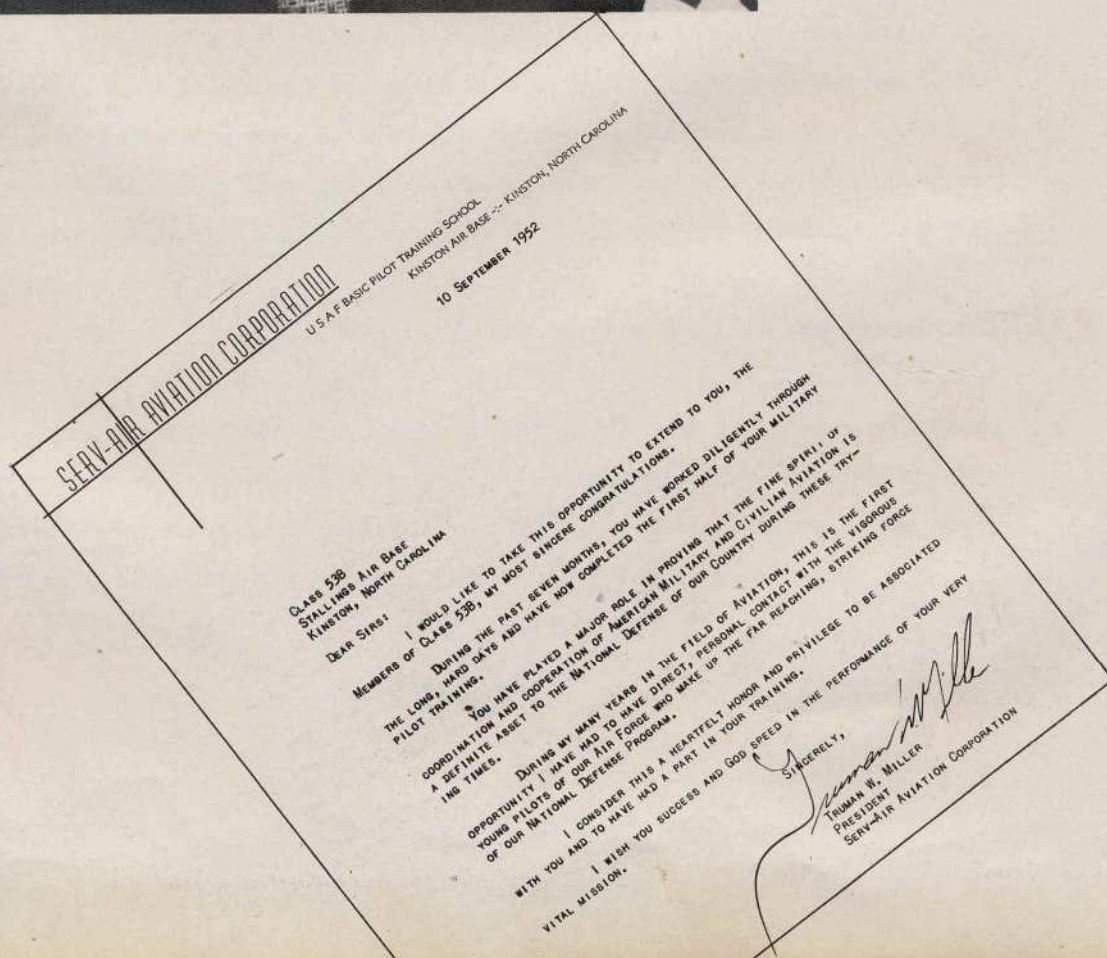 SERV-AIR AVIATION CORPORATION
U S A F BASIC PILOT TRAINING SCHOOL
KINSTON AIR BASE -:- KINSTON, NORTH CAROLINA
10 SEPTEMBER 1952
CLASS 53B
STALLINGS AIR BASE
KINSTON, NORTH CAROLINA
DEAR SIRS:
I WOULD LIKE TO TAKE THIS OPPORTUNITY TO EXTEND TO YOU, THE
MEMBERS OF CLASS 53B, MY MOST SINCERE CONGRATULATIONS.
DURING THE PAST SEVEN MONTHS, YOU HAVE WORKED DILIGENTLY THROUGH
THE LONG, HARD DAYS AND HAVE NOW COMPLETED THE FIRST HALF OF YOUR MILITARY
PILOT TRAINING.
YOU HAVE PLAYED A MAJOR ROLE IN PROVING THAT THE FINE SPIRIT OF
COORDINATION AND COOPERATION OF AMERICAN MILITARY AND CIVILIAN AVIATION IS
A DEFINITE ASSET TO THE NATIONAL DEFENSE OF OUR COUNTRY DURING THESE TRY-
ING TIMES.
DURING MY MANY YEARS IN THE FIELD OF AVIATION, THIS IS THE FIRST
OPPORTUNITY I HAVE HAD TO HAVE DIRECT, PERSONAL CONTACT WITH THE VIGOROUS
YOUNG PILOTS OF OUR AIR FORCE WHO MAKE UP THE FAR REACHING, STRIKING FORCE
OF OUR NATIONAL DEFENSE PROGRAM.
I CONSIDER THIS A HEARTFELT HONOR AND PRIVILEGE TO BE ASSOCIATED
WITH YOU AND TO HAVE HAD A PART IN YOUR TRAINING.
I WISH YOU SUCCESS AND GOD SPEED IN THE PERFORMANCE OF YOUR VERY
VITAL MISSION.
SINCERELY,
Truman W Miller
TRUMAN W. MILLER
PRESIDENT
SERV-AIR AVIATION CORPORATION